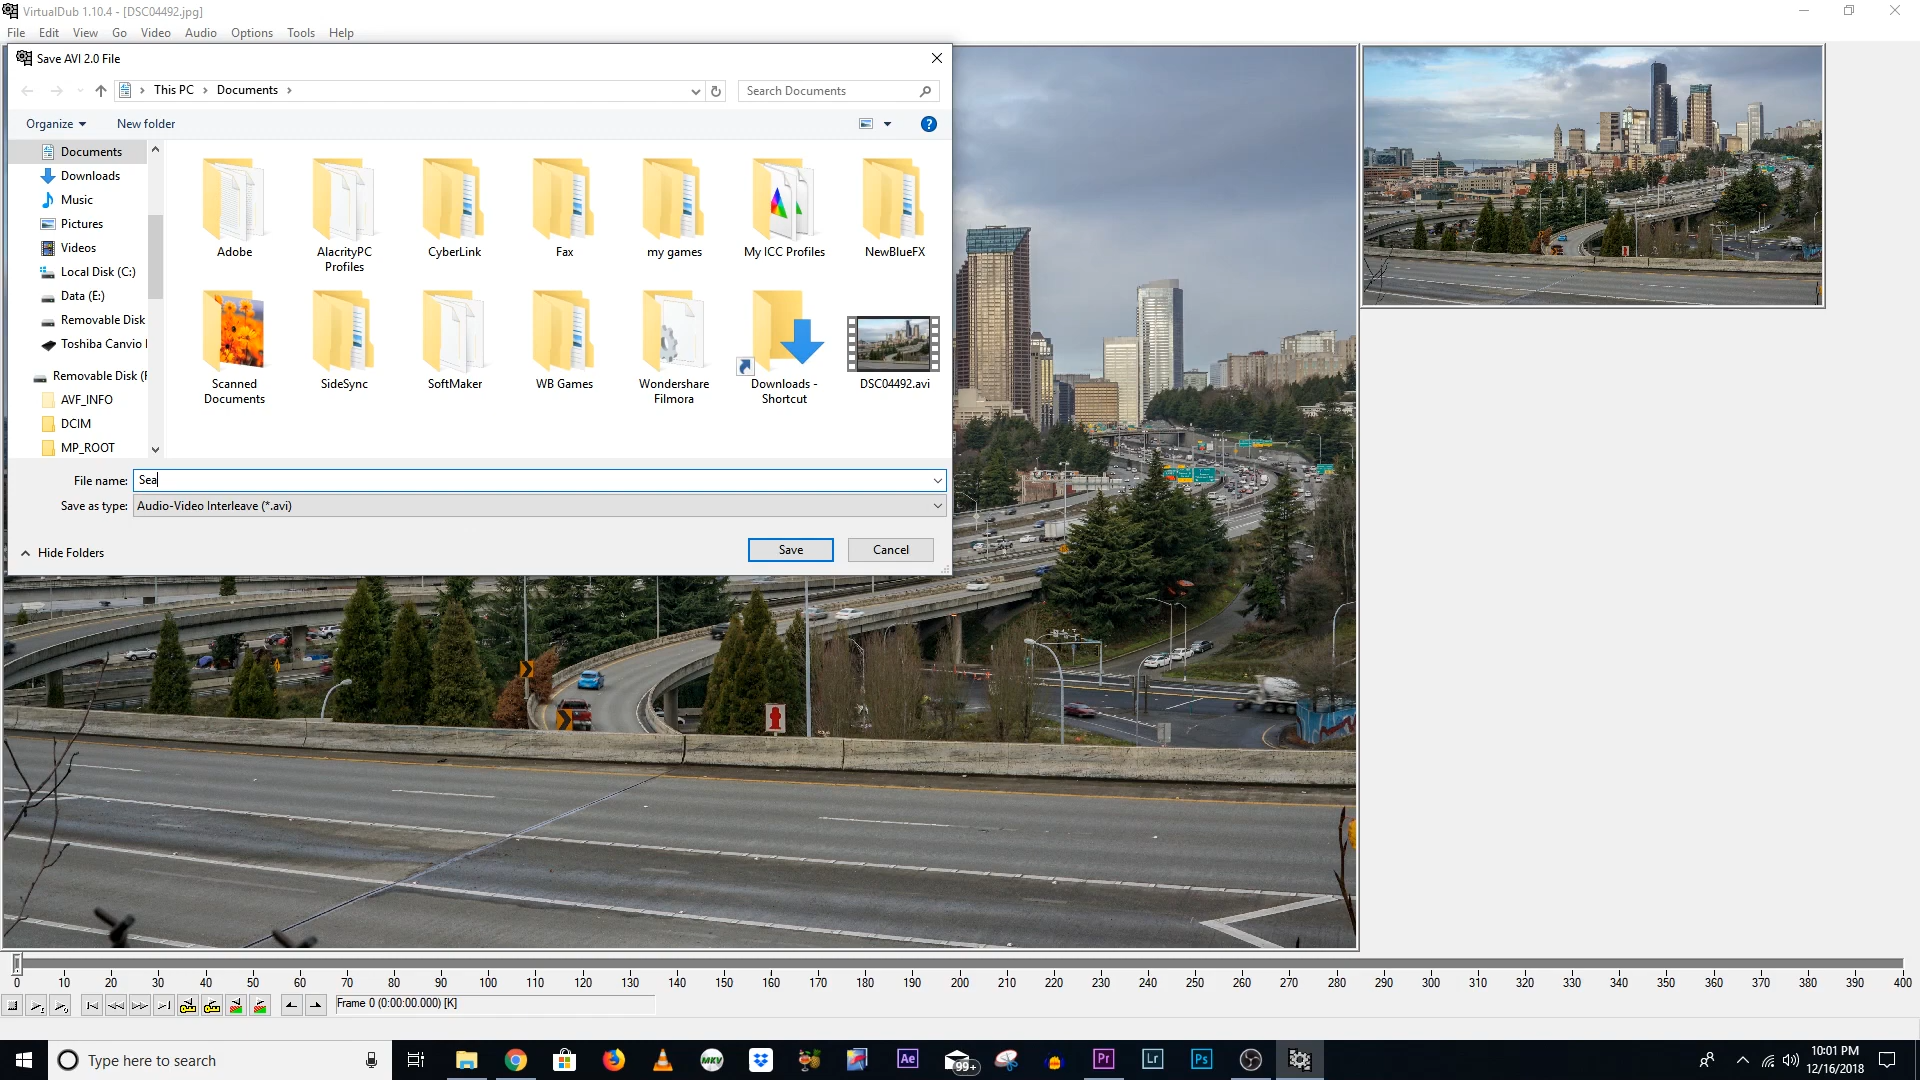 VirtualDub 1.10.4 - [DSC04492.jpg]
File Edit View Go Video Audio Options Tools Help
Save AVI 2.0 File
This PC Documents
Search Documents
Organize New folder
Documents
Downloads
Music
Pictures
Videos
Local Disk (C:)
Data (E:)
Removable Disk
Toshiba Canvio
Removable Disk (
AVF_INFO
DCIM
MP_ROOT
Adobe
AlacrityPC Profiles
CyberLink
Fax
my games
My ICC Profiles
NewBlueFX
Scanned Documents
SideSync
SoftMaker
WB Games
Wondershare Filmora
Downloads - Shortcut
DSC04492.avi
File name: Sea
Save as type: Audio-Video Interleave (*.avi)
Hide Folders
Save Cancel
0 10 20 30 40 50 60 70 80 90 100 110 120 130 140 150 160 170 180 190 200 210 220 230 240 250 260 270 280 290 300 310 320 330 340 350 360 370 380 390 400
Frame 0 (0:00:00.000) [K]
Type here to search
MKV
Ae
99+
Pr
Lr
Ps
10:01 PM
12/16/2018